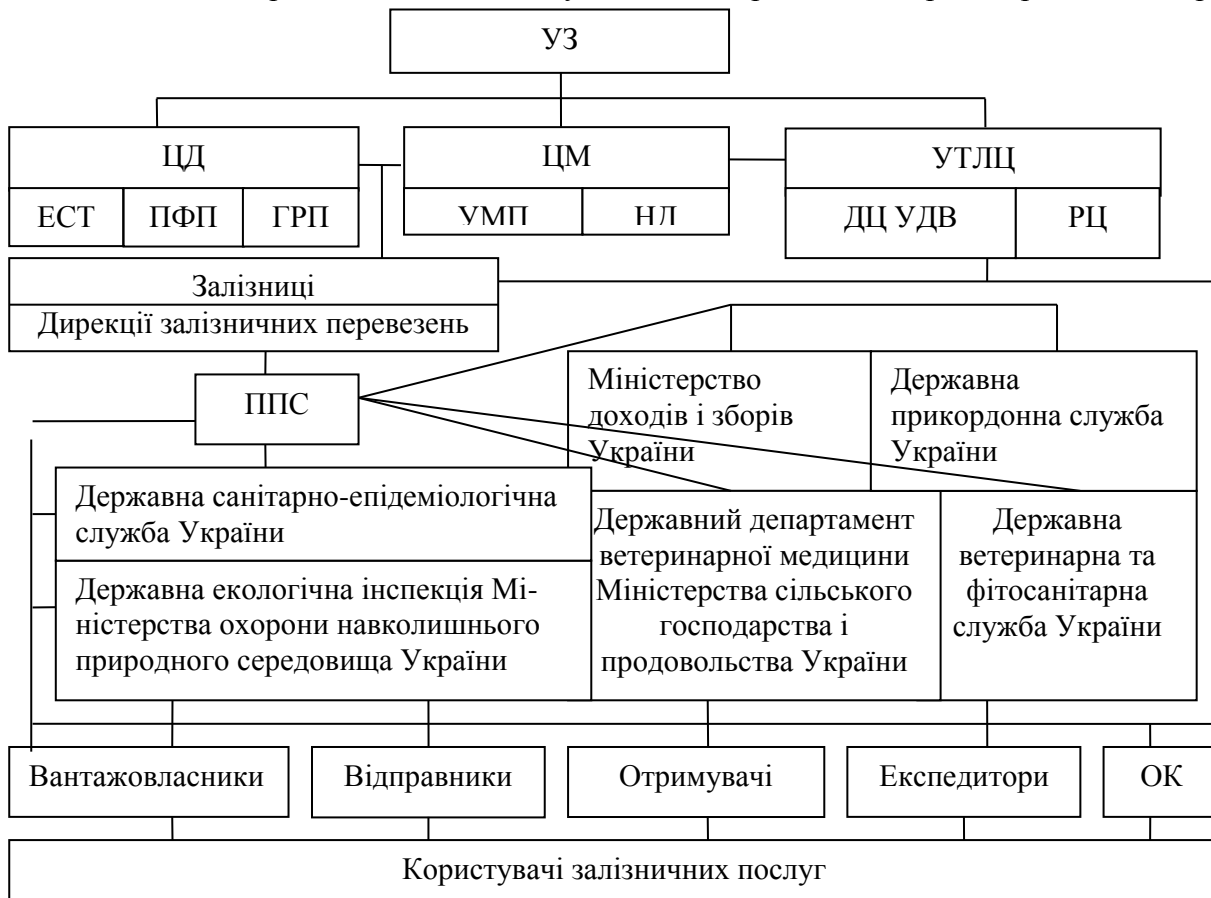 УЗ
ЦД
ЦМ
УТЛЦ
ЕСТ
ПФП
ГРП
УМП
НД
ДЦ УДВ
РЦ
Залізниці
Дирекції залізничних перевезень
ППС
Міністерство
доходів і зборів
України
Державна
прикордонна служба
України
Державна санітарно-епідеміологічна
служба України
Державна екологічна інспекція Мі-
ністерства охорони навколишнього
природного середовища України
Державний департамент
ветеринарної медицини
Міністерства сільського
господарства і
продовольства України
Державна
ветеринарна та
фітосанітарна
служба України
Вантажовласники
Відправники
Отримувачі
Експедитори
ОК
Користувачі залізничних послуг